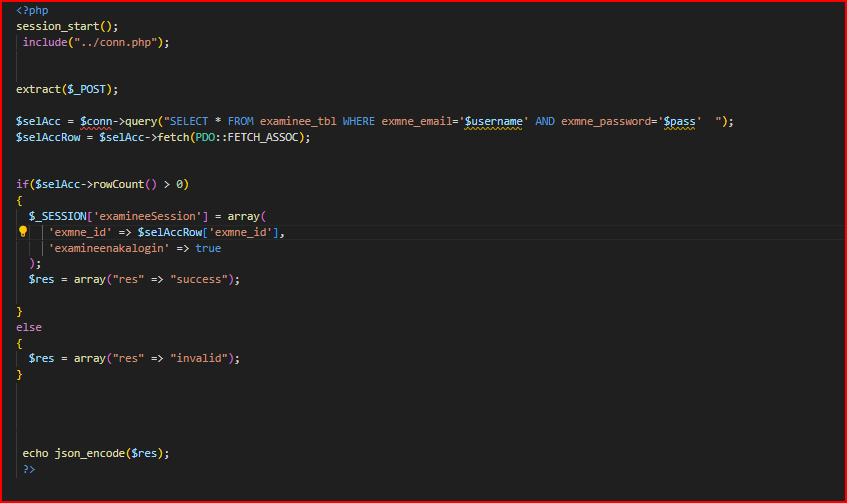 <?php
session_start();
include("../conn.php");
extract($_POST);
$selAcc = $conn->query("SELECT * FROM examinee_tbl WHERE exmne_email='$username' AND exmne_password='$pass'  ");
$selAccRow = $selAcc->fetch(PDO::FETCH_ASSOC);
if($selAcc->rowCount() > 0)
{
$_SESSION['examineeSession'] = array(
'exmne_id' => $selAccRow['exmne_id'],
'examineenakalogin' => true
);
$res = array("res" => "success");
}
else
{
$res = array("res" => "invalid");
}
echo json_encode($res);
?>